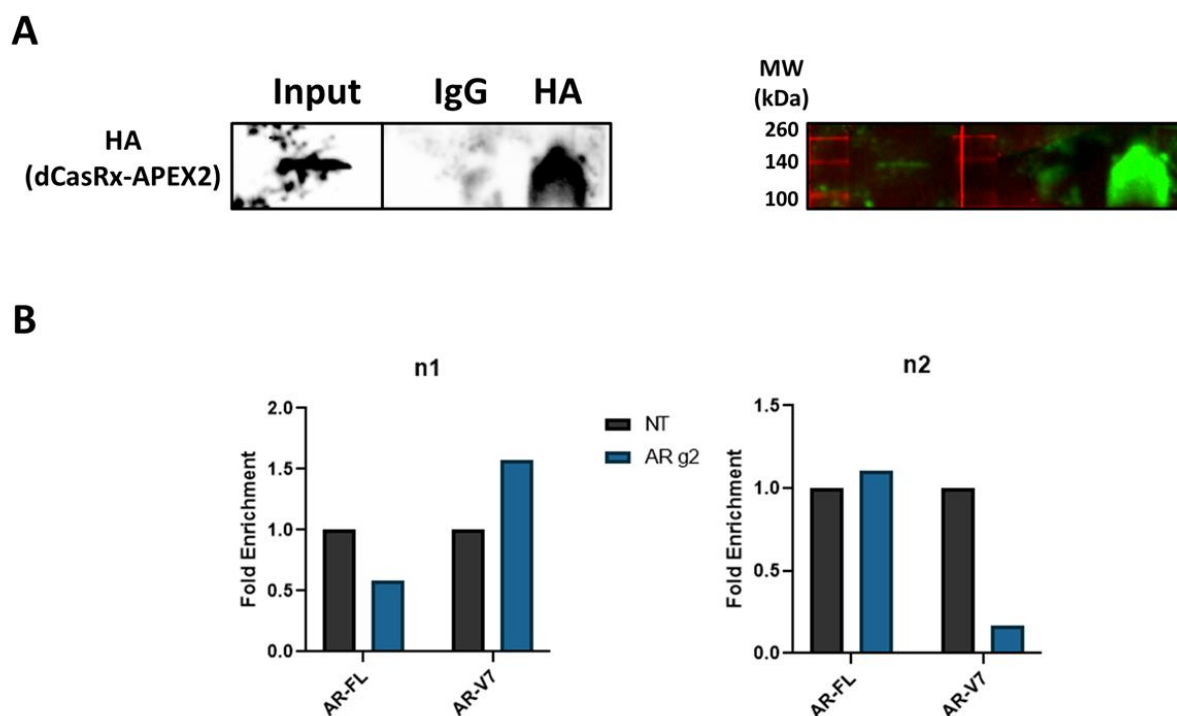 A
Input IgG HA
HA
(dCasRx-APEX2)
MW
(kDa)
260
140
100
B
n1
Fold Enrichment
2.0
1.5
1.0
0.5
0.0
AR-FL
AR-V7
NT
AR g2
n2
Fold Enrichment
1.5
1.0
0.5
0.0
AR-FL
AR-V7